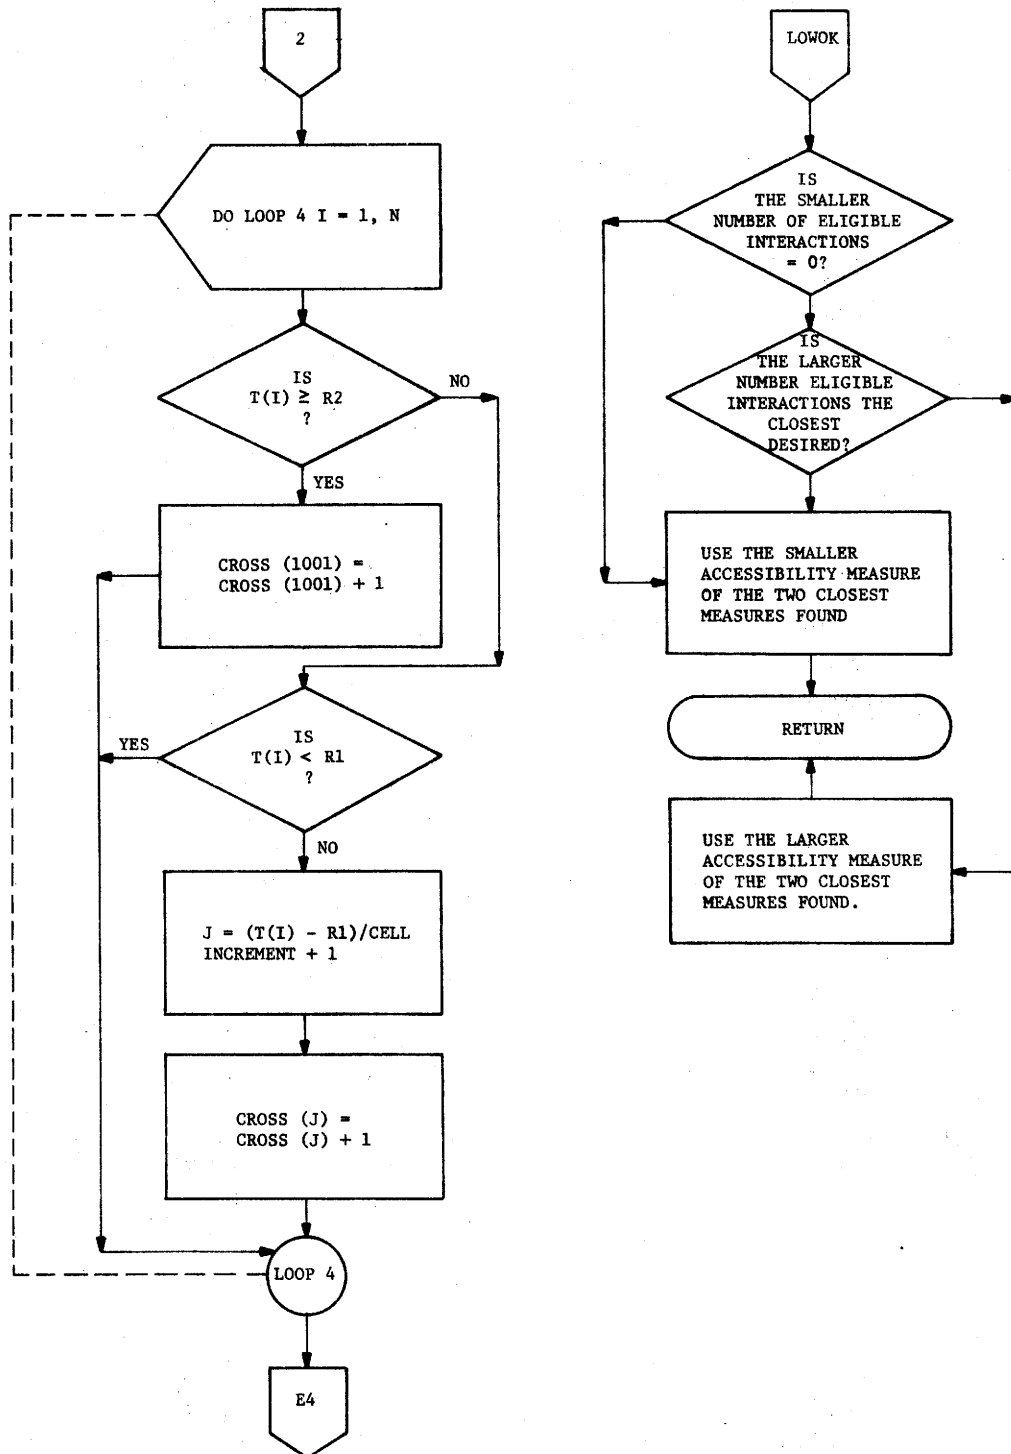 2
DO LOOP 4 I = 1, N
IS
T(I) ≥ R2
?
NO
YES
CROSS (1001) =
CROSS (1001) + 1
IS
T(I) < R1
?
YES
NO
J = (T(I) - R1)/CELL
INCREMENT + 1
CROSS (J) =
CROSS (J) + 1
LOOP 4
E4
LOWOK
IS
THE SMALLER
NUMBER OF ELIGIBLE
INTERACTIONS
= 0?
IS
THE LARGER
NUMBER ELIGIBLE
INTERACTIONS THE
CLOSEST
DESIRED?
USE THE SMALLER
ACCESSIBILITY MEASURE
OF THE TWO CLOSEST
MEASURES FOUND
RETURN
USE THE LARGER
ACCESSIBILITY MEASURE
OF THE TWO CLOSEST
MEASURES FOUND.